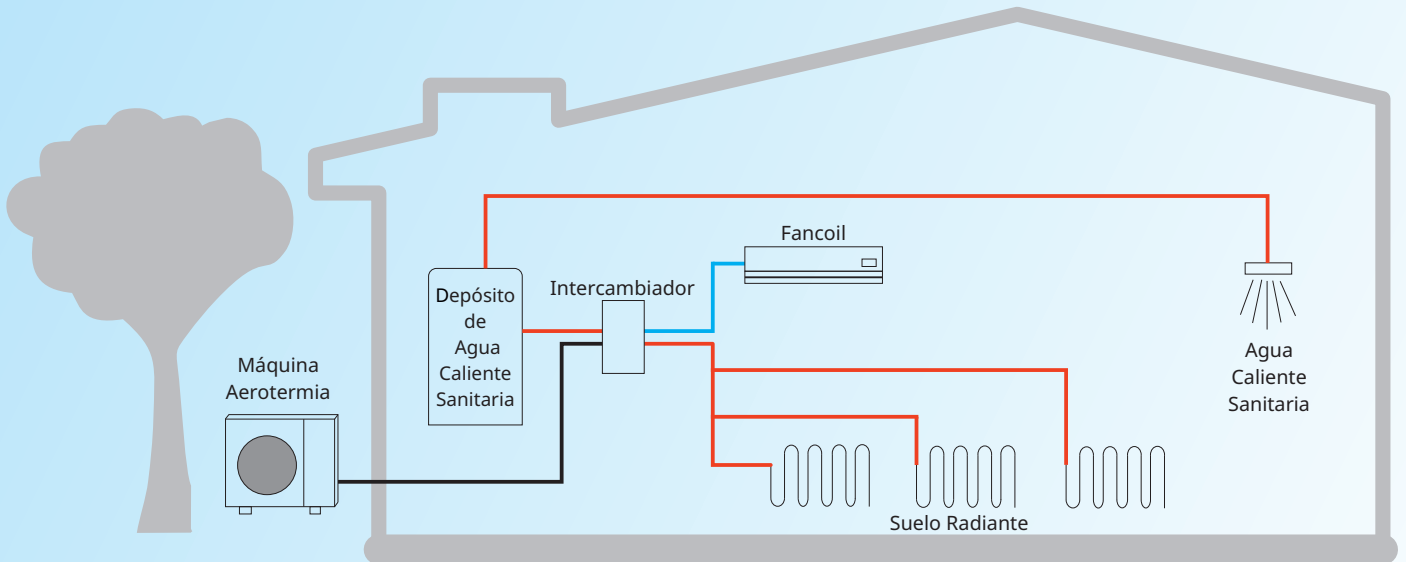 Fancoil
Intercambiador
Depósito
de
Agua
Caliente
Sanitaria
Máquina
Aerotermia
Agua
Caliente
Sanitaria
Suelo Radiante